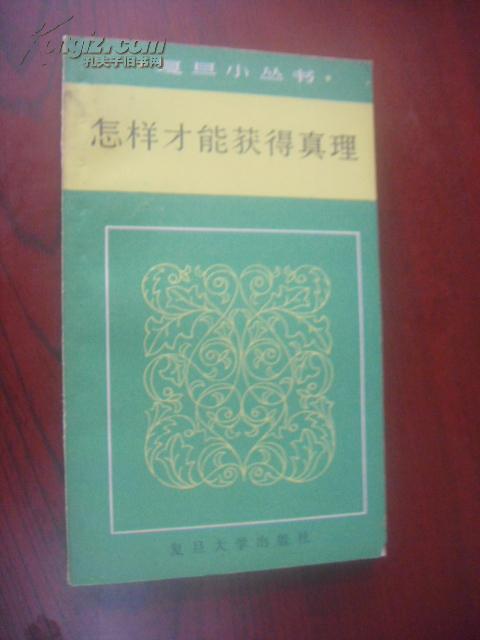 Kongfz.com
孔夫子旧书网
复旦小丛书
怎样才能获得真理
复旦大学出版社